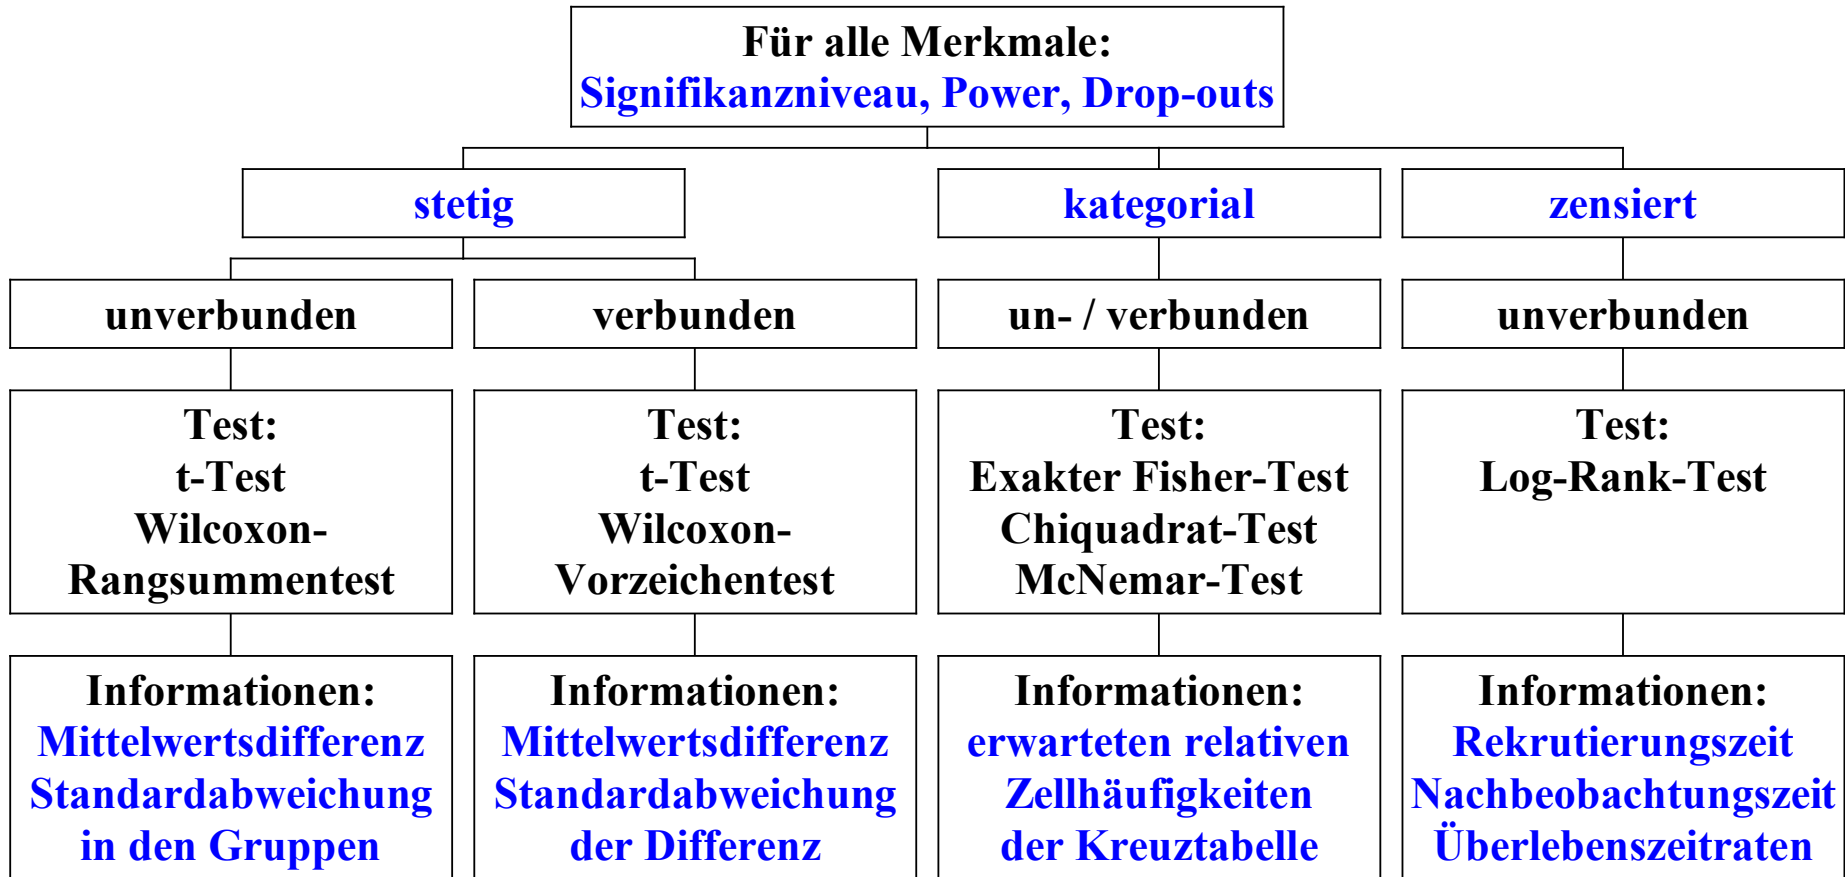 Für alle Merkmale:
Signifikanzniveau, Power, Drop-outs
stetig
kategorial
zensiert
unverbunden
verbunden
un- / verbunden
unverbunden
Test:
t-Test
Wilcoxon-
Rangsummentest
Test:
t-Test
Wilcoxon-
Vorzeichentest
Test:
Exakter Fisher-Test
Chiquadrat-Test
McNemar-Test
Test:
Log-Rank-Test
Informationen:
Mittelwertsdifferenz
Standardabweichung
in den Gruppen
Informationen:
Mittelwertsdifferenz
Standardabweichung
der Differenz
Informationen:
erwarteten relativen
Zellhäufigkeiten
der Kreuztabelle
Informationen:
Rekrutierungszeit
Nachbeobachtungszeit
Überlebenszeitraten